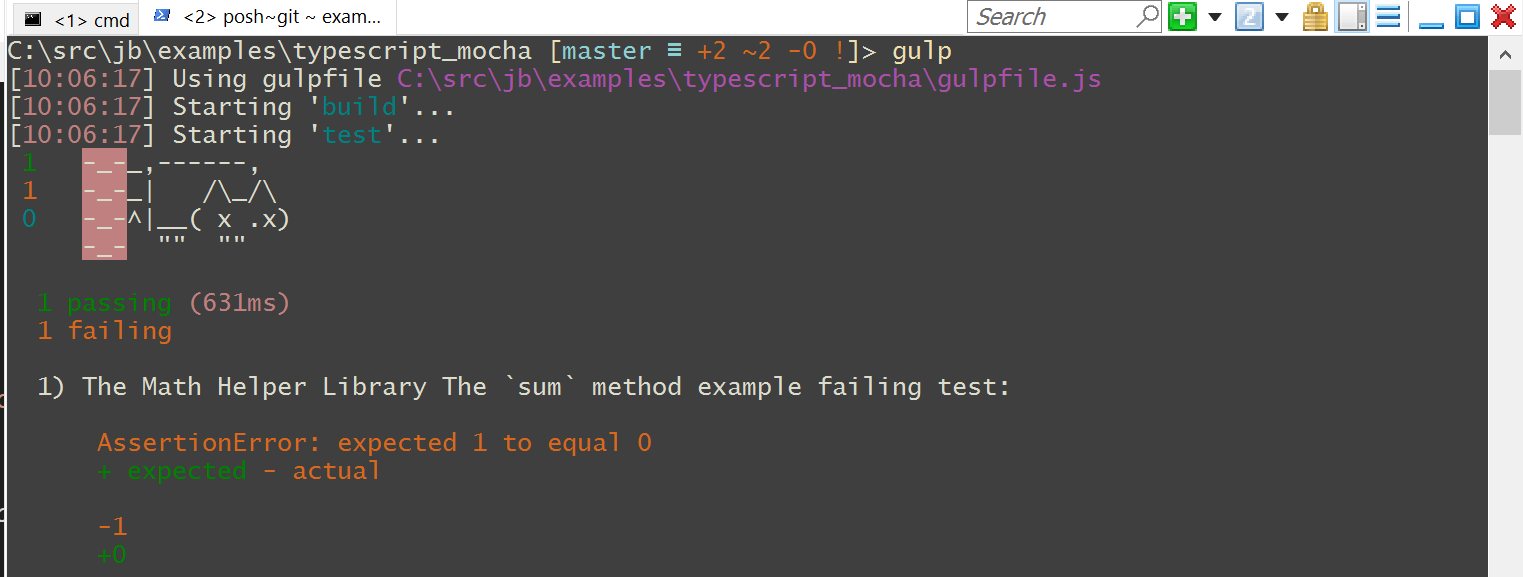 <1> cmd
<2> posh~git ~ exam...
Search
C:\src\jb\examples\typescript_mocha [master ≡ +2 ~2 -0 !]> gulp
[10:06:17] Using gulpfile C:\src\jb\examples\typescript_mocha\gulpfile.js
[10:06:17] Starting 'build'...
[10:06:17] Starting 'test'...
 1   -_-_,------,
 1   -_-_|   /\_/\
 0   -_-^|__( x .x)
     -_-  ""  ""
  1 passing (631ms)
  1 failing
  1) The Math Helper Library The `sum` method example failing test:
      AssertionError: expected 1 to equal 0
      + expected - actual
      -1
      +0